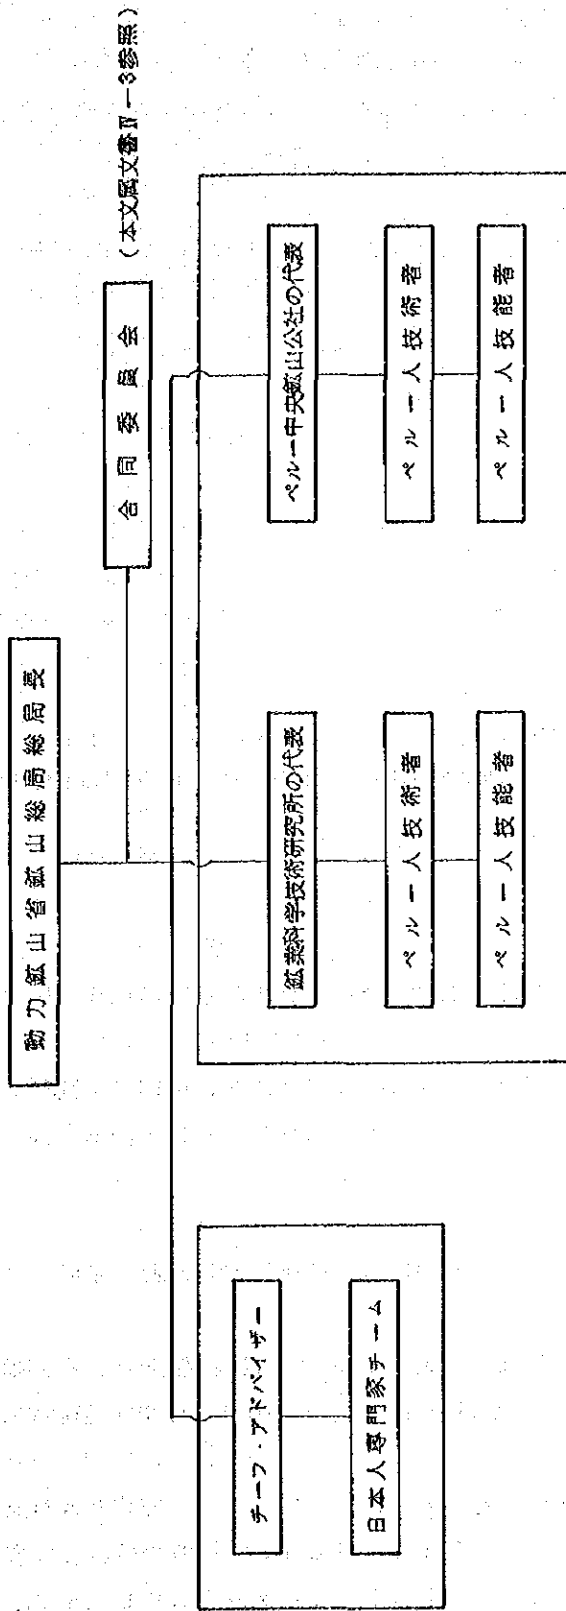 動力鉱山省鉱山総局総局長
合同委員会
(本文属文書Ⅳ-3参照)
チーフ・アドバイザー
日本人専門家チーム
鉱業科学技術研究所の代表
ペルー人技術者
ペルー人技能者
ペルー中央鉱山公社の代表
ペルー人技術者
ペルー人技能者